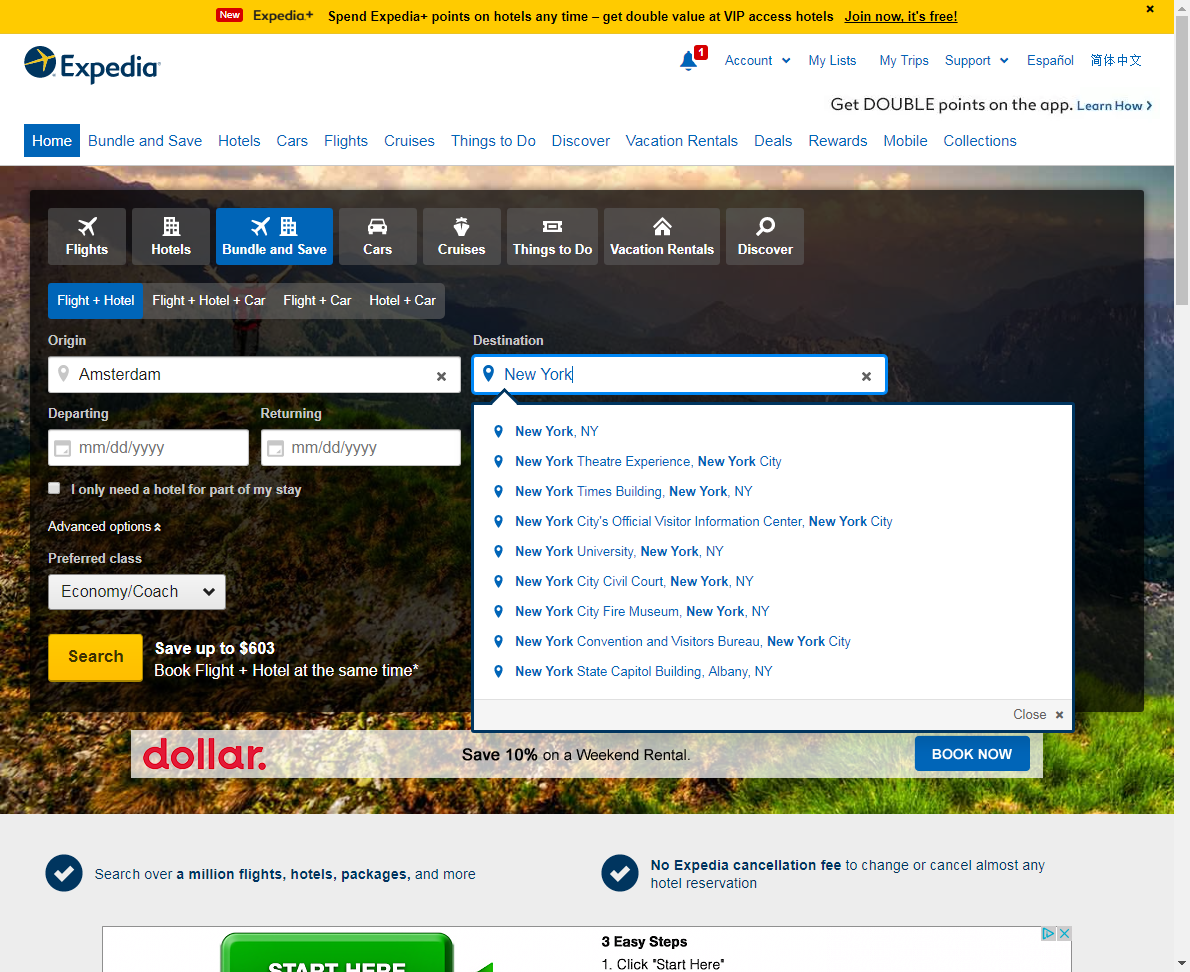 New Expedia+ Spend Expedia+ points on hotels any time – get double value at VIP access hotels Join now, it's free!
Expedia
1 Account My Lists My Trips Support Español 简体中文
Get DOUBLE points on the app. Learn How
Home Bundle and Save Hotels Cars Flights Cruises Things to Do Discover Vacation Rentals Deals Rewards Mobile Collections
Flights Hotels Bundle and Save Cars Cruises Things to Do Vacation Rentals Discover
Flight + Hotel Flight + Hotel + Car Flight + Car Hotel + Car
Origin
Amsterdam
Departing Returning
mm/dd/yyyy mm/dd/yyyy
I only need a hotel for part of my stay
Advanced options
Preferred class
Economy/Coach
Search
Save up to $603
Book Flight + Hotel at the same time*
Destination
New York
New York, NY
New York Theatre Experience, New York City
New York Times Building, New York, NY
New York City's Official Visitor Information Center, New York City
New York University, New York, NY
New York City Civil Court, New York, NY
New York City Fire Museum, New York, NY
New York Convention and Visitors Bureau, New York City
New York State Capitol Building, Albany, NY
Close
dollar. Save 10% on a Weekend Rental. BOOK NOW
Search over a million flights, hotels, packages, and more
No Expedia cancellation fee to change or cancel almost any
hotel reservation
START HERE
3 Easy Steps
1. Click "Start Here"